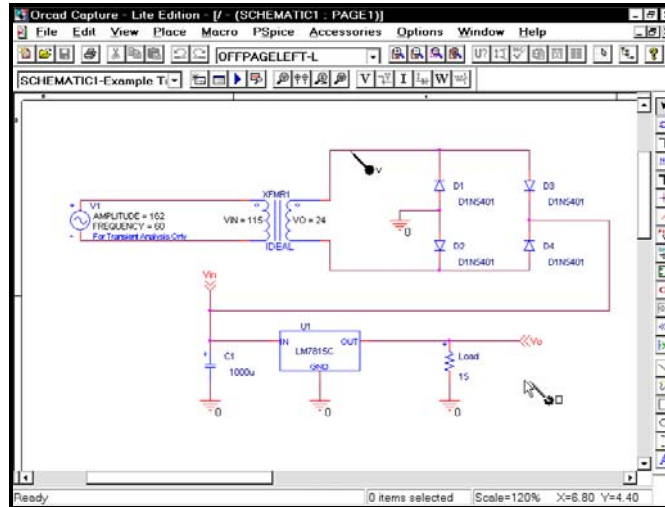 Orcad Capture - Lite Edition - [/ - (SCHEMATIC1 : PAGE1)]
File Edit View Place Macro PSpice Accessories Options Window Help
OFFPAGELEFT-L
U?
SCHEMATIC1-Example Ti
V I W
V
XFMR1
D1
D3
D1N5401
D1N5401
V1
AMPLITUDE = 162
FREQUENCY = 60
For Transient Analysis Only
VIN = 115
VO = 24
IDEAL
0
D2
D4
D1N5401
D1N5401
Vin
U1
IN
OUT
LM7815C
GND
C1
1000u
Load
15
Vo
0
0
0
Ready
0 items selected
Scale=120%
X=6.80 Y=4.40